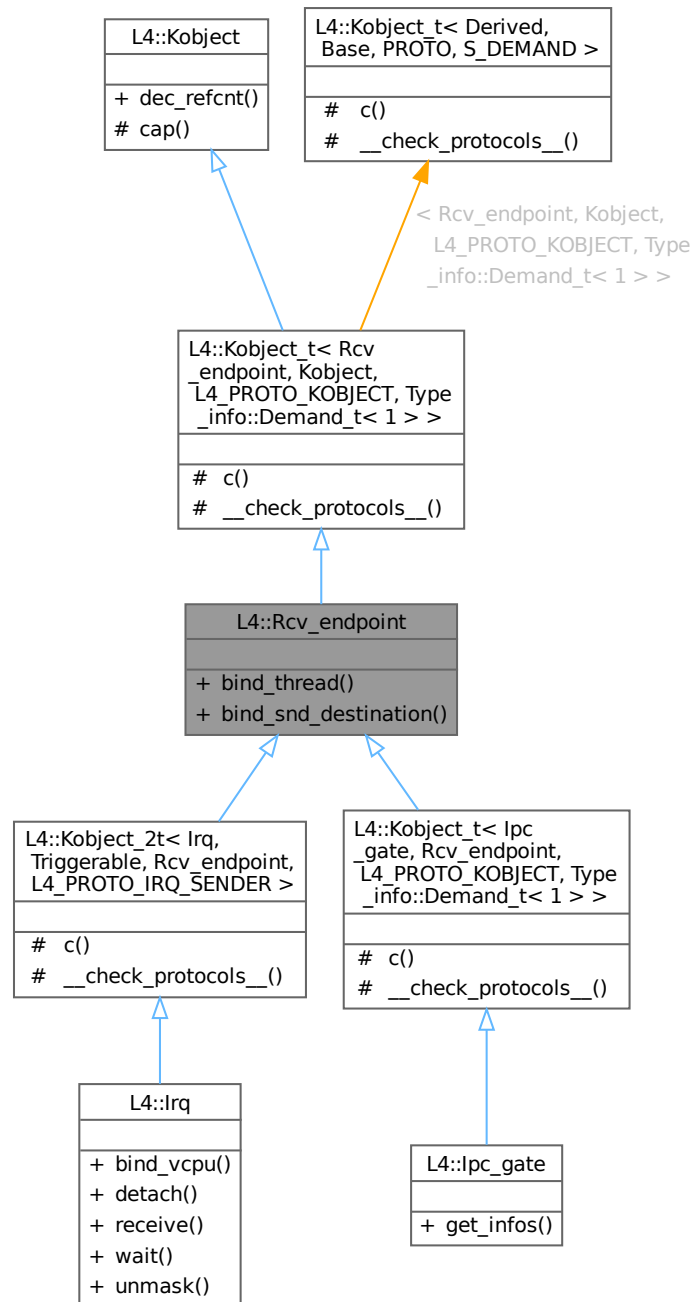 L4::Kobject
+ dec_refcnt()
# cap()
L4::Kobject_t< Derived,
Base, PROTO, S_DEMAND >
# c()
# __check_protocols__()
< Rcv_endpoint, Kobject,
L4_PROTO_KOBJECT, Type
_info::Demand_t< 1 > >
L4::Kobject_t< Rcv
_endpoint, Kobject,
L4_PROTO_KOBJECT, Type
_info::Demand_t< 1 > >
# c()
# __check_protocols__()
L4::Rcv_endpoint
+ bind_thread()
+ bind_snd_destination()
L4::Kobject_2t< Irq,
Triggerable, Rcv_endpoint,
L4_PROTO_IRQ_SENDER >
# c()
# __check_protocols__()
L4::Kobject_t< Ipc
_gate, Rcv_endpoint,
L4_PROTO_KOBJECT, Type
_info::Demand_t< 1 > >
# c()
# __check_protocols__()
L4::Irq
+ bind_vcpu()
+ detach()
+ receive()
+ wait()
+ unmask()
L4::Ipc_gate
+ get_infos()